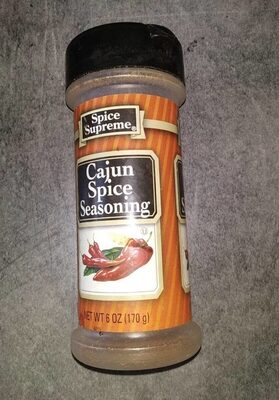 Spice
Supreme®
Cajun
Spice
Seasoning
NET WT 6 OZ (170 g)